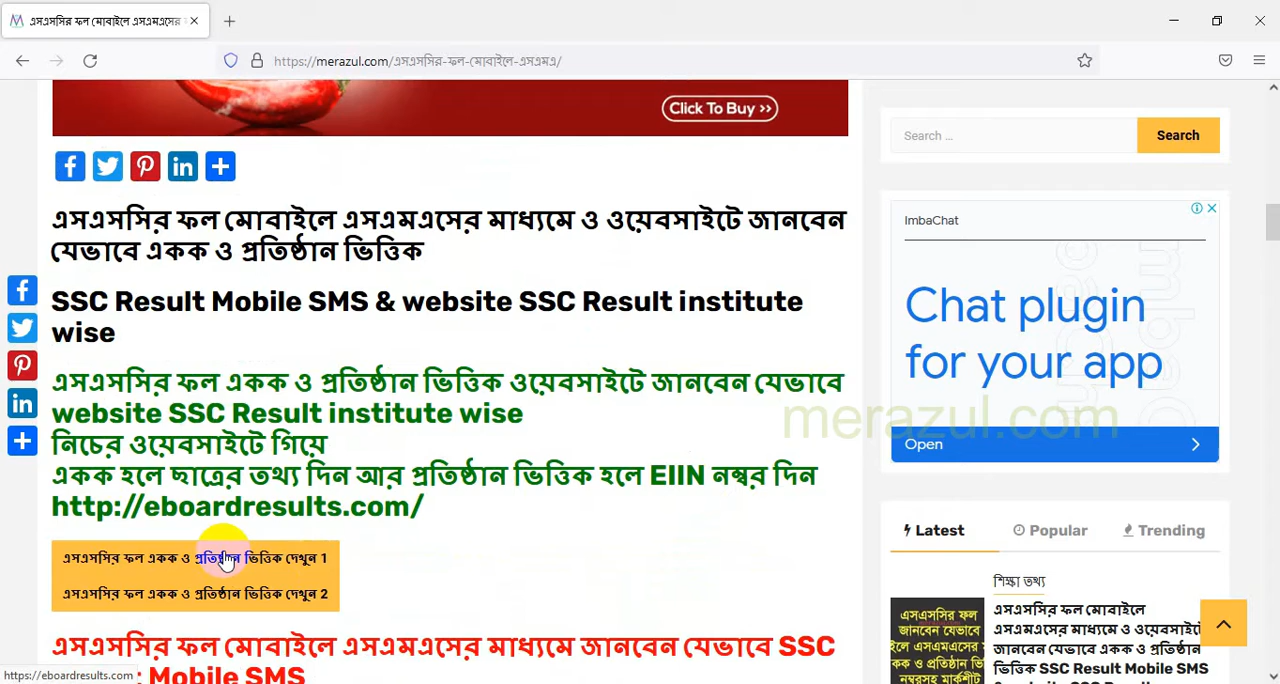 এসএসসির ফল মোবাইলে এসএমএসের
https://merazul.com/এসএসসির-ফল-মোবাইলে-এসএমএ/
Click To Buy >>
Search ...
Search
এসএসসির ফল মোবাইলে এসএমএসের মাধ্যমে ও ওয়েবসাইটে জানবেন
যেভাবে একক ও প্রতিষ্ঠান ভিত্তিক
SSC Result Mobile SMS & website SSC Result institute
wise
এসএসসির ফল একক ও প্রতিষ্ঠান ভিত্তিক ওয়েবসাইটে জানবেন যেভাবে
website SSC Result institute wise
নিচের ওয়েবসাইটে গিয়ে
একক হলে ছাত্রের তথ্য দিন আর প্রতিষ্ঠান ভিত্তিক হলে EIIN নম্বর দিন
http://eboardresults.com/
এসএসসির ফল একক ও প্রতিষ্ঠান ভিত্তিক দেখুন 1
এসএসসির ফল একক ও প্রতিষ্ঠান ভিত্তিক দেখুন 2
এসএসসির ফল মোবাইলে এসএমএসের মাধ্যমে জানবেন যেভাবে SSC
: Mobile SMS
https://eboardresults.com
ImbaChat
Chat plugin
for your app
merazul.com
Open
Latest
Popular
Trending
শিক্ষা তথ্য
এসএসসির ফল মোবাইলে
এসএমএসের মাধ্যমে ও ওয়েবসাইটে
জানবেন যেভাবে একক ও প্রতিষ্ঠান
ভিত্তিক SSC Result Mobile SMS
এসএসসির ফল
জানবেন যেভাবে